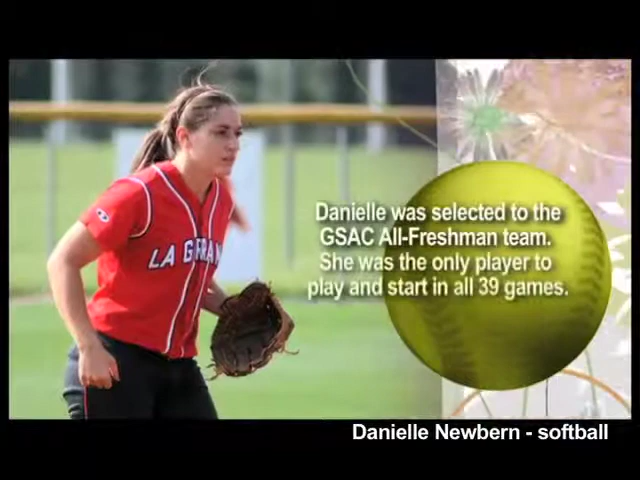 Danielle was selected to the
GSAC All-Freshman team.
She was the only player to
play and start in all 39 games.
LA GRAN
Danielle Newbern - softball